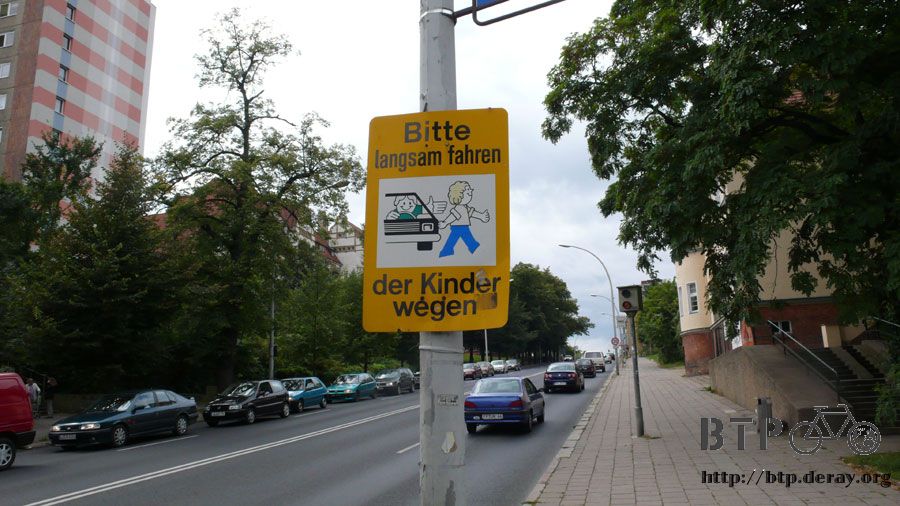 Bitte
langsam fahren
der Kinder
wegen
BTP
http://btp.deray.org